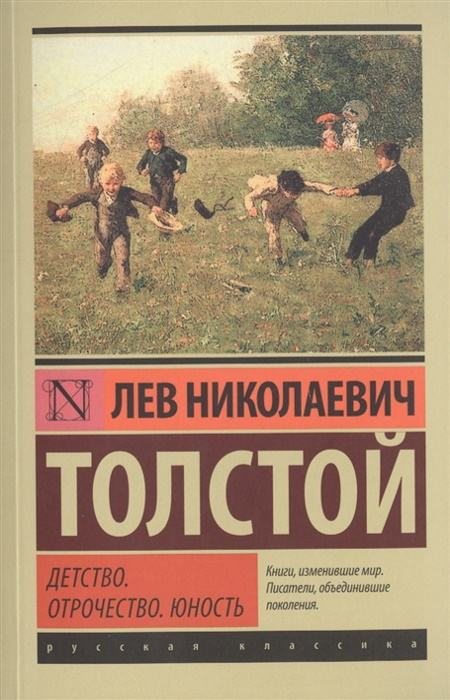 N
ЛЕВ НИКОЛАЕВИЧ
ТОЛСТОЙ
ДЕТСТВО.
ОТРОЧЕСТВО. ЮНОСТЬ
Книги, изменившие мир.
Писатели, объединившие
поколения.
русская классика